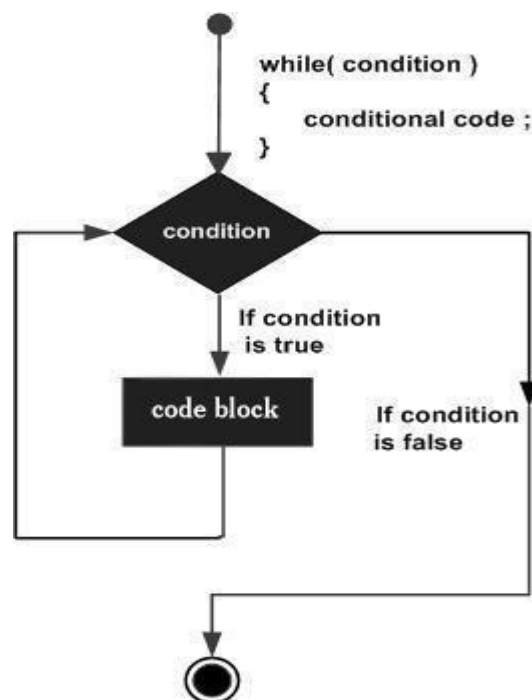 while( condition )
{
conditional code ;
}
condition
If condition
is true
code block
If condition
is false